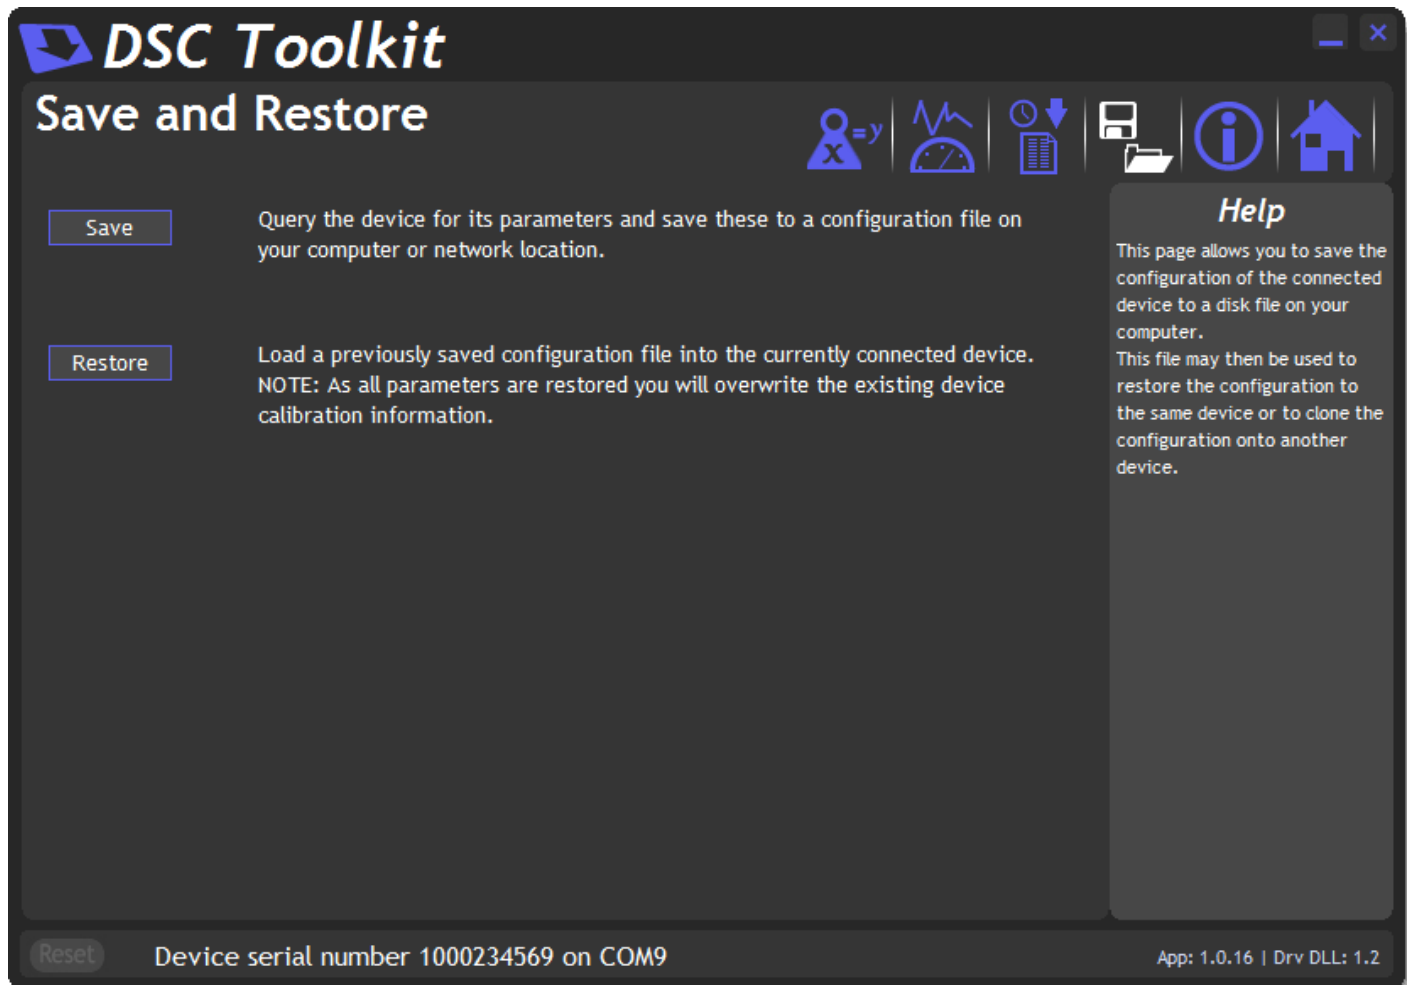 DSC Toolkit
Save and Restore
x = y
Save
Query the device for its parameters and save these to a configuration file on
your computer or network location.
Restore
Load a previously saved configuration file into the currently connected device.
NOTE: As all parameters are restored you will overwrite the existing device
calibration information.
Help
This page allows you to save the
configuration of the connected
device to a disk file on your
computer.
This file may then be used to
restore the configuration to
the same device or to clone the
configuration onto another
device.
Reset
Device serial number 1000234569 on COM9
App: 1.0.16 | Drv DLL: 1.2